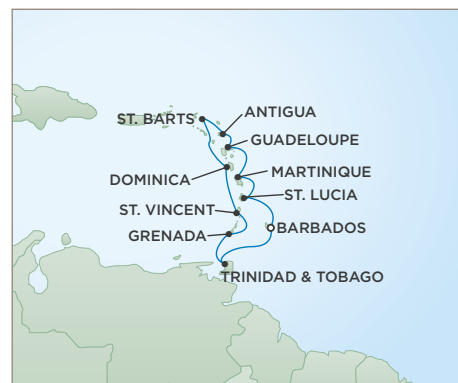 ST. BARTS
ANTIGUA
GUADELOUPE
DOMINICA
MARTINIQUE
ST. LUCIA
ST. VINCENT
BARBADOS
GRENADA
TRINIDAD & TOBAGO